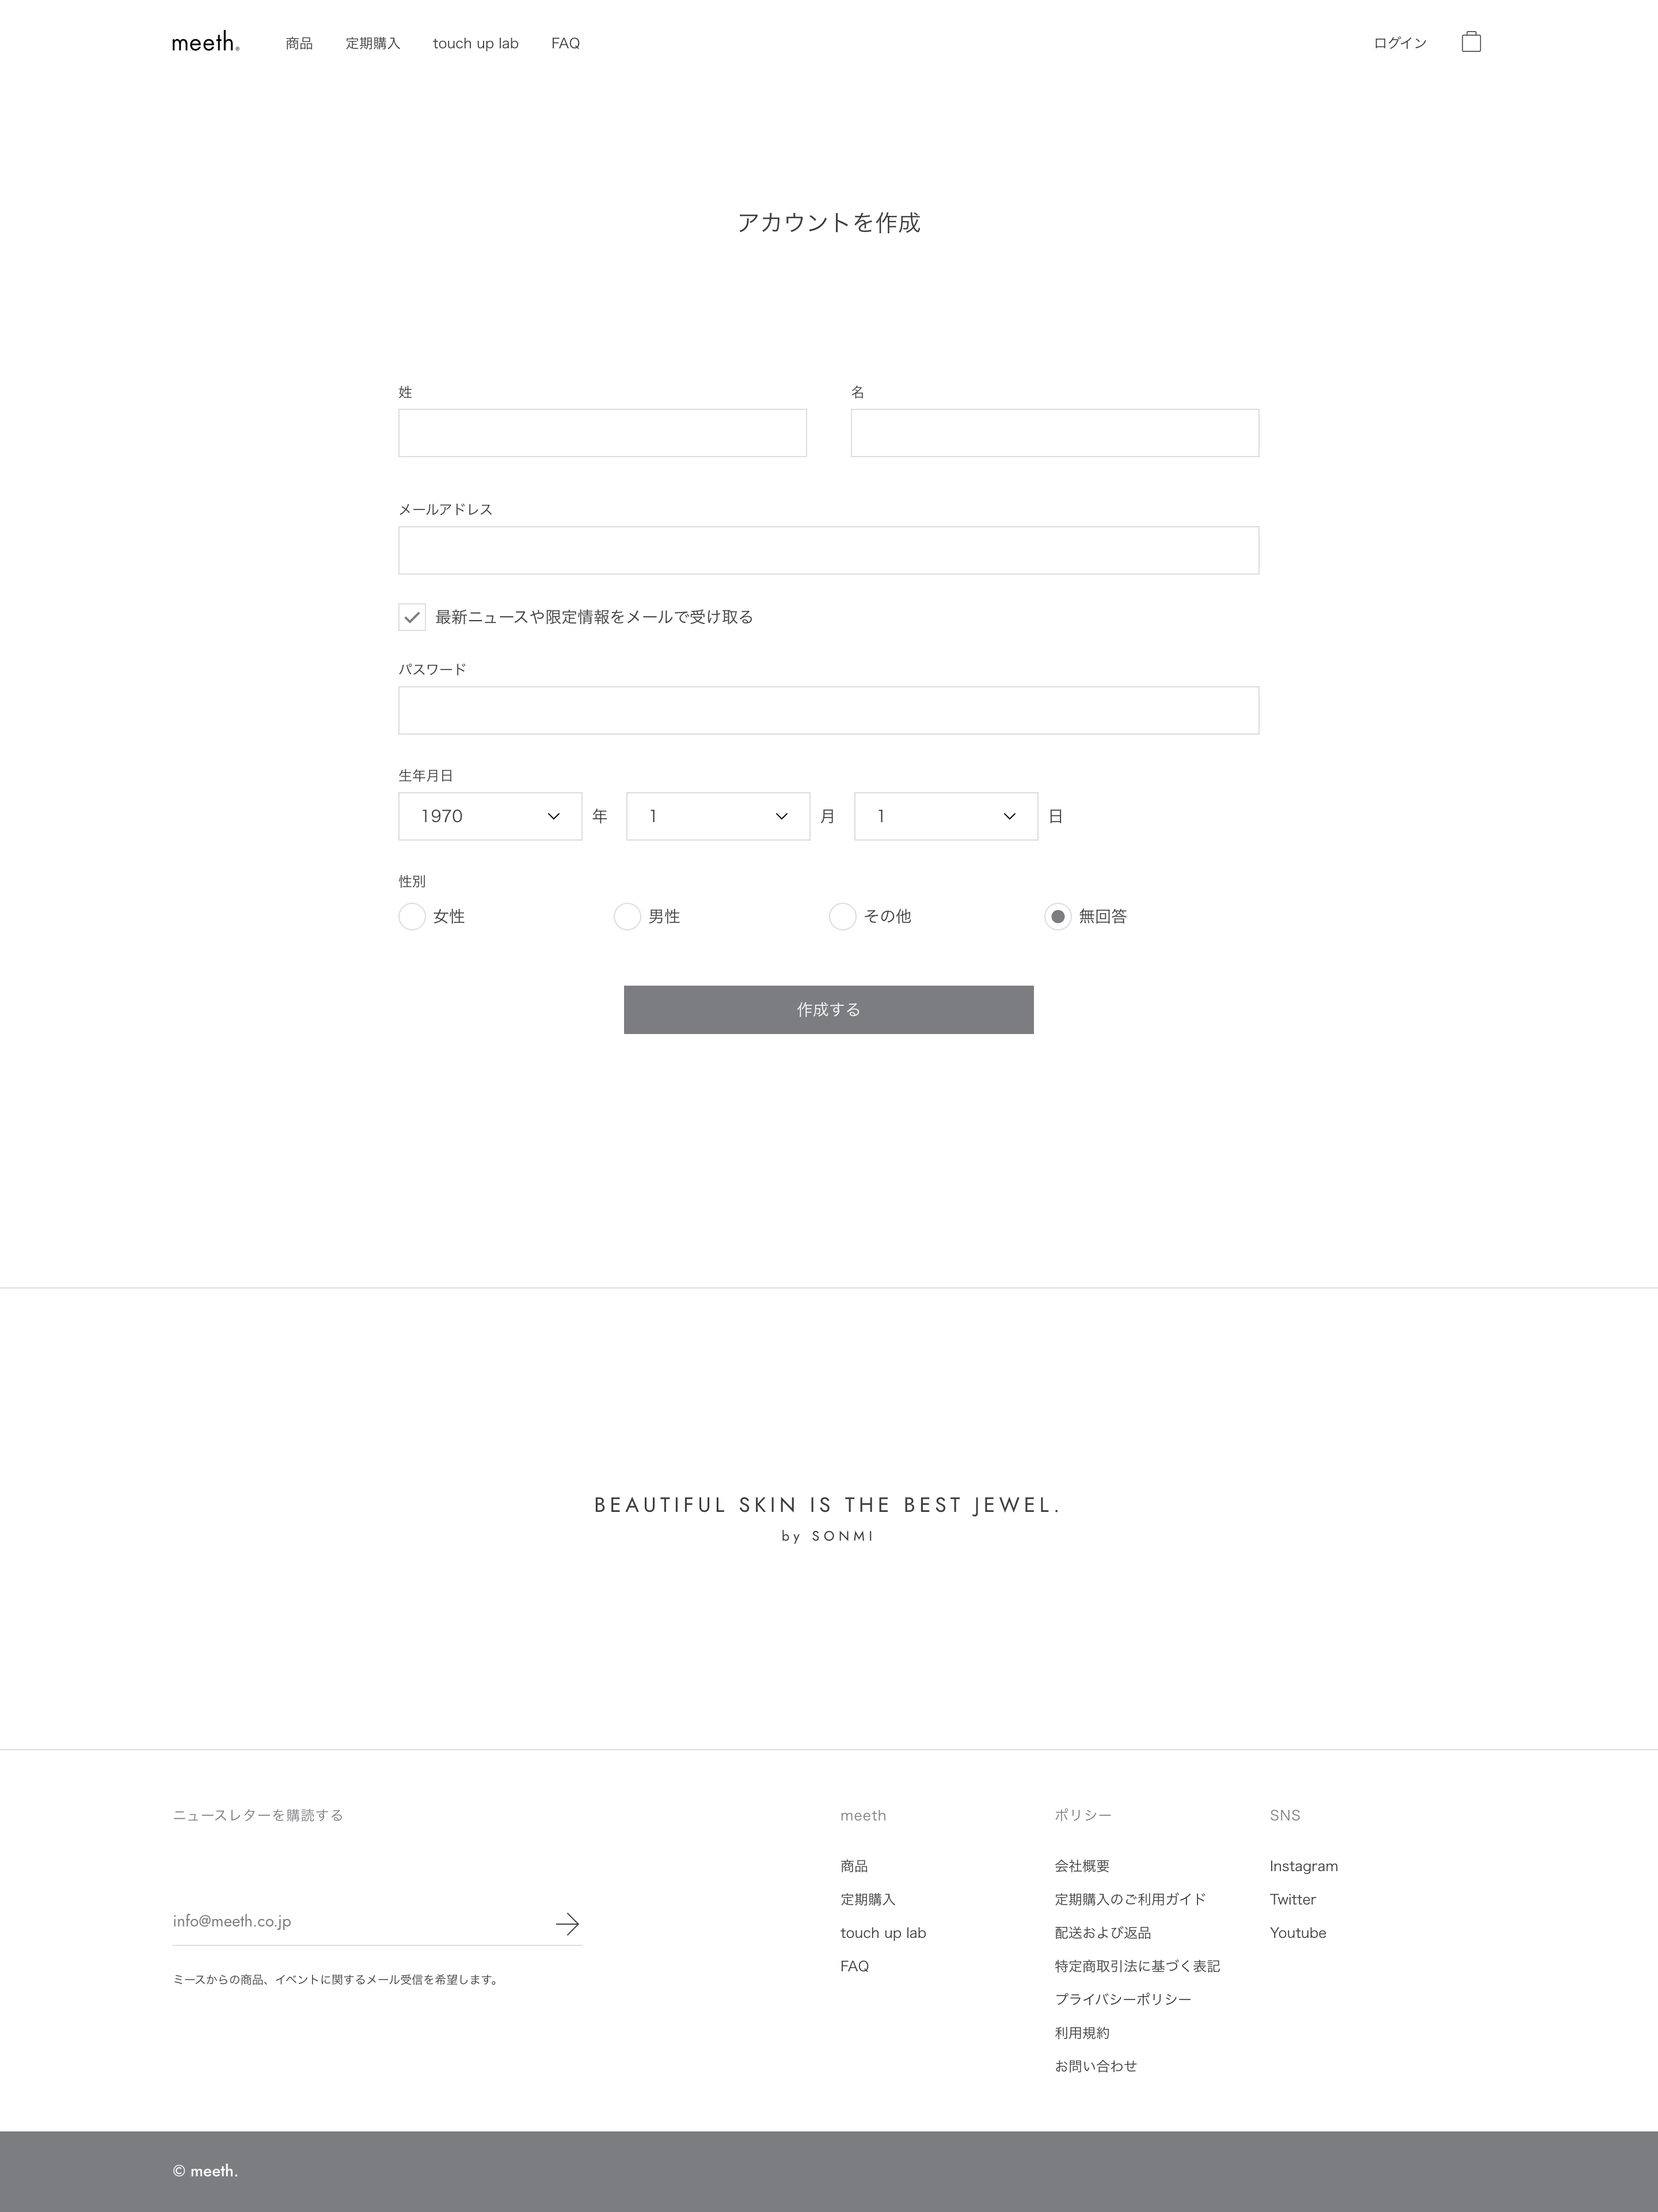 meeth.®
商品 定期購入 touch up lab FAQ
ログイン
アカウントを作成
姓 名
メールアドレス
最新ニュースや限定情報をメールで受け取る
パスワード
生年月日
1970 年 1 月 1 日
性別
女性 男性 その他 無回答
作成する
BEAUTIFUL SKIN IS THE BEST JEWEL.
by SONMI
ニュースレターを購読する
info@meeth.co.jp
ミースからの商品、イベントに関するメール受信を希望します。
meeth
商品
定期購入
touch up lab
FAQ
ポリシー
会社概要
定期購入のご利用ガイド
配送および返品
特定商取引法に基づく表記
プライバシーポリシー
利用規約
お問い合わせ
SNS
Instagram
Twitter
Youtube
© meeth.